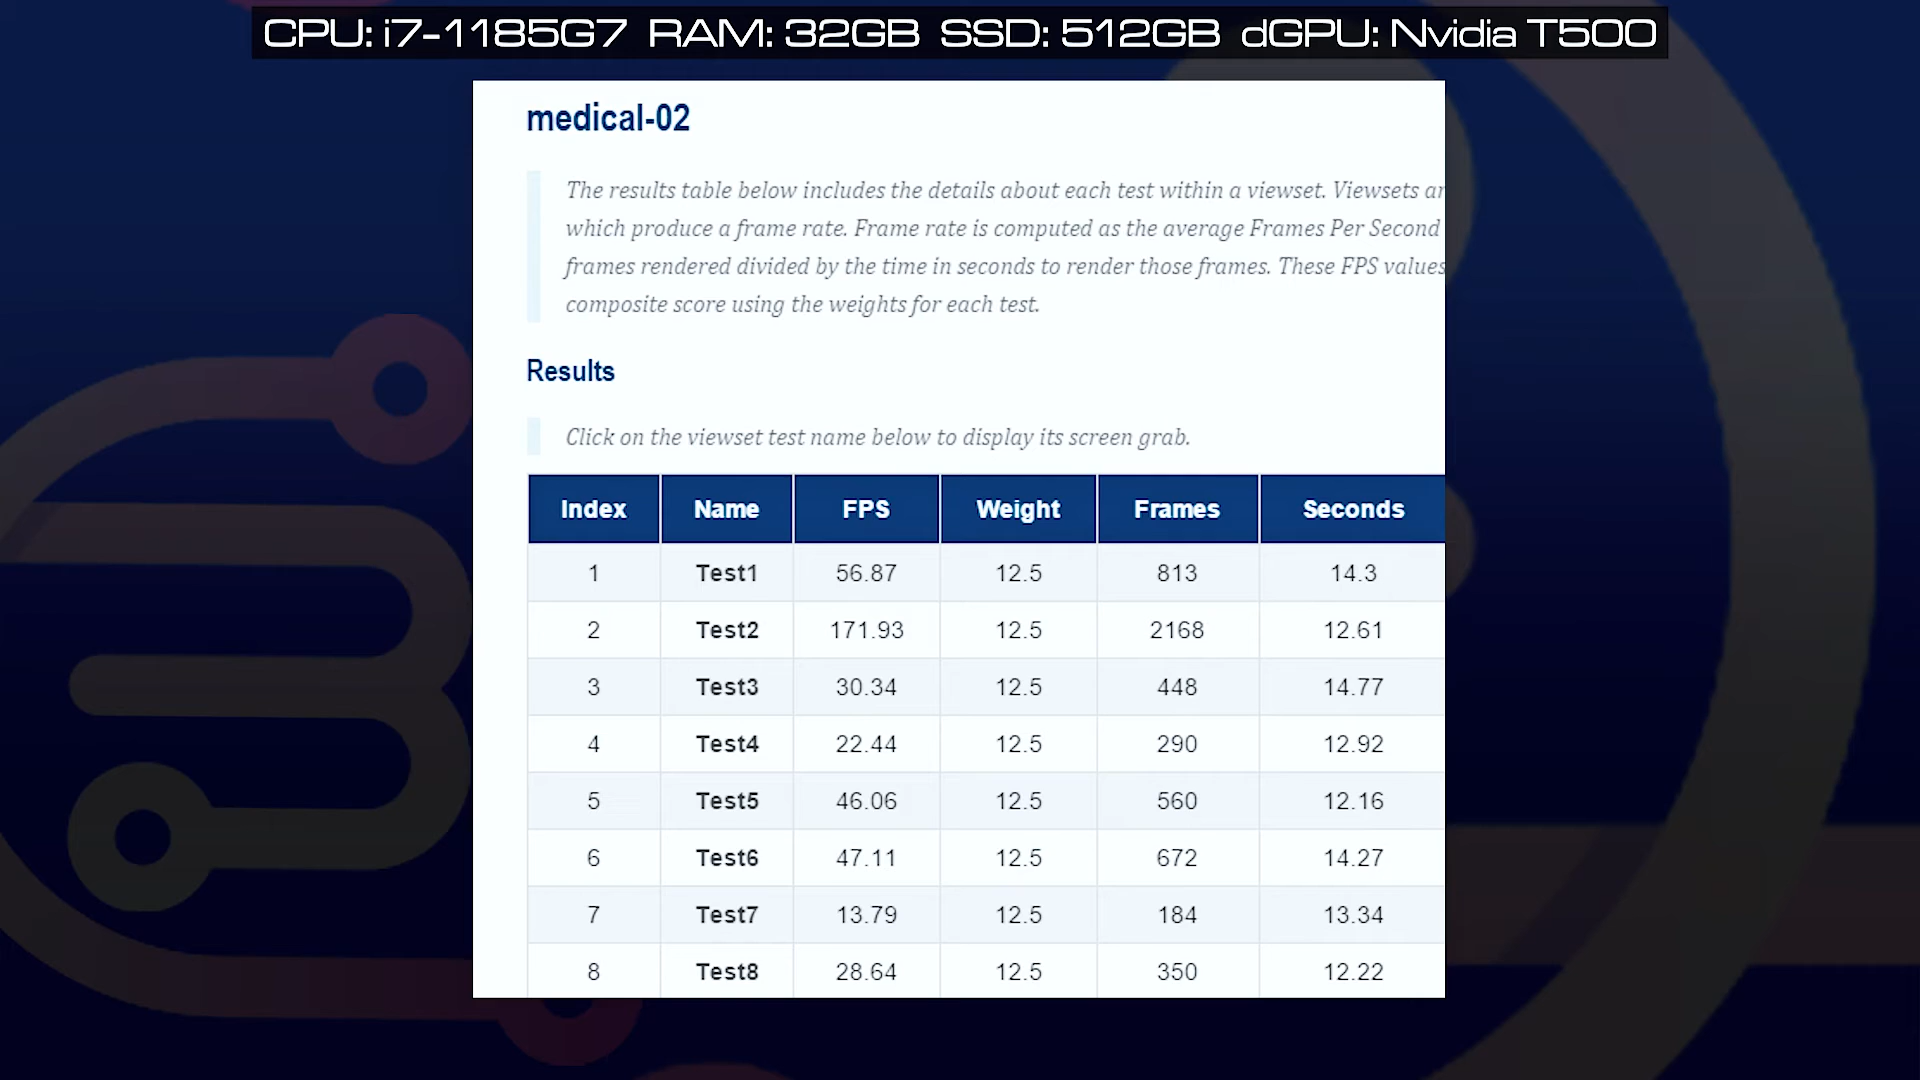 CPU: i7-1185G7 RAM: 32GB SSD: 512GB dGPU: Nvidia T500
medical-02
The results table below includes the details about each test within a viewset. Viewsets
which produce a frame rate. Frame rate is computed as the average Frames Per Second
frames rendered divided by the time in seconds to render those frames. These FPS values
composite score using the weights for each test.
Results
Click on the viewset test name below to display its screen grab.
Index Name FPS Weight Frames Seconds
1 Test1 56.87 12.5 813 14.3
2 Test2 171.93 12.5 2168 12.61
3 Test3 30.34 12.5 448 14.77
4 Test4 22.44 12.5 290 12.92
5 Test5 46.06 12.5 560 12.16
6 Test6 47.11 12.5 672 14.27
7 Test7 13.79 12.5 184 13.34
8 Test8 28.64 12.5 350 12.22